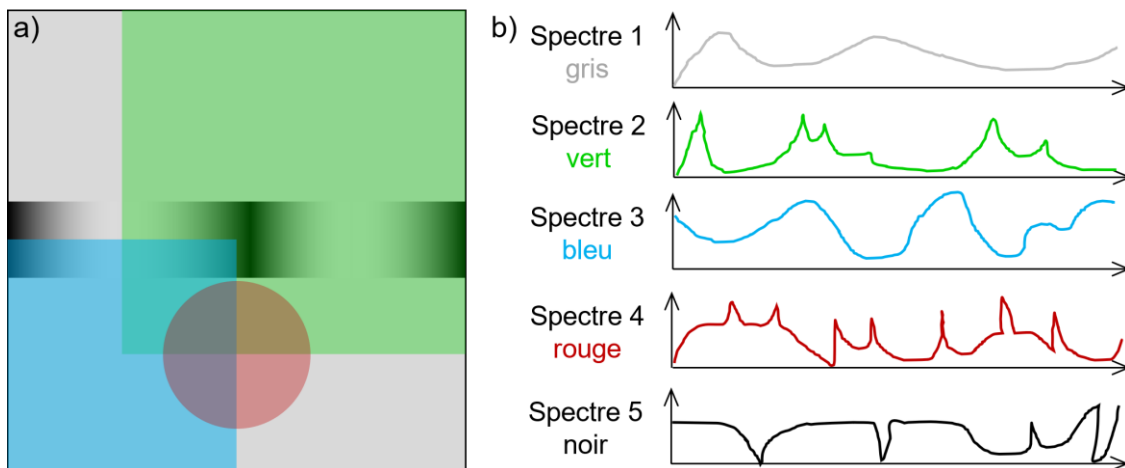 a)
b)
Spectre 1
gris
Spectre 2
vert
Spectre 3
bleu
Spectre 4
rouge
Spectre 5
noir